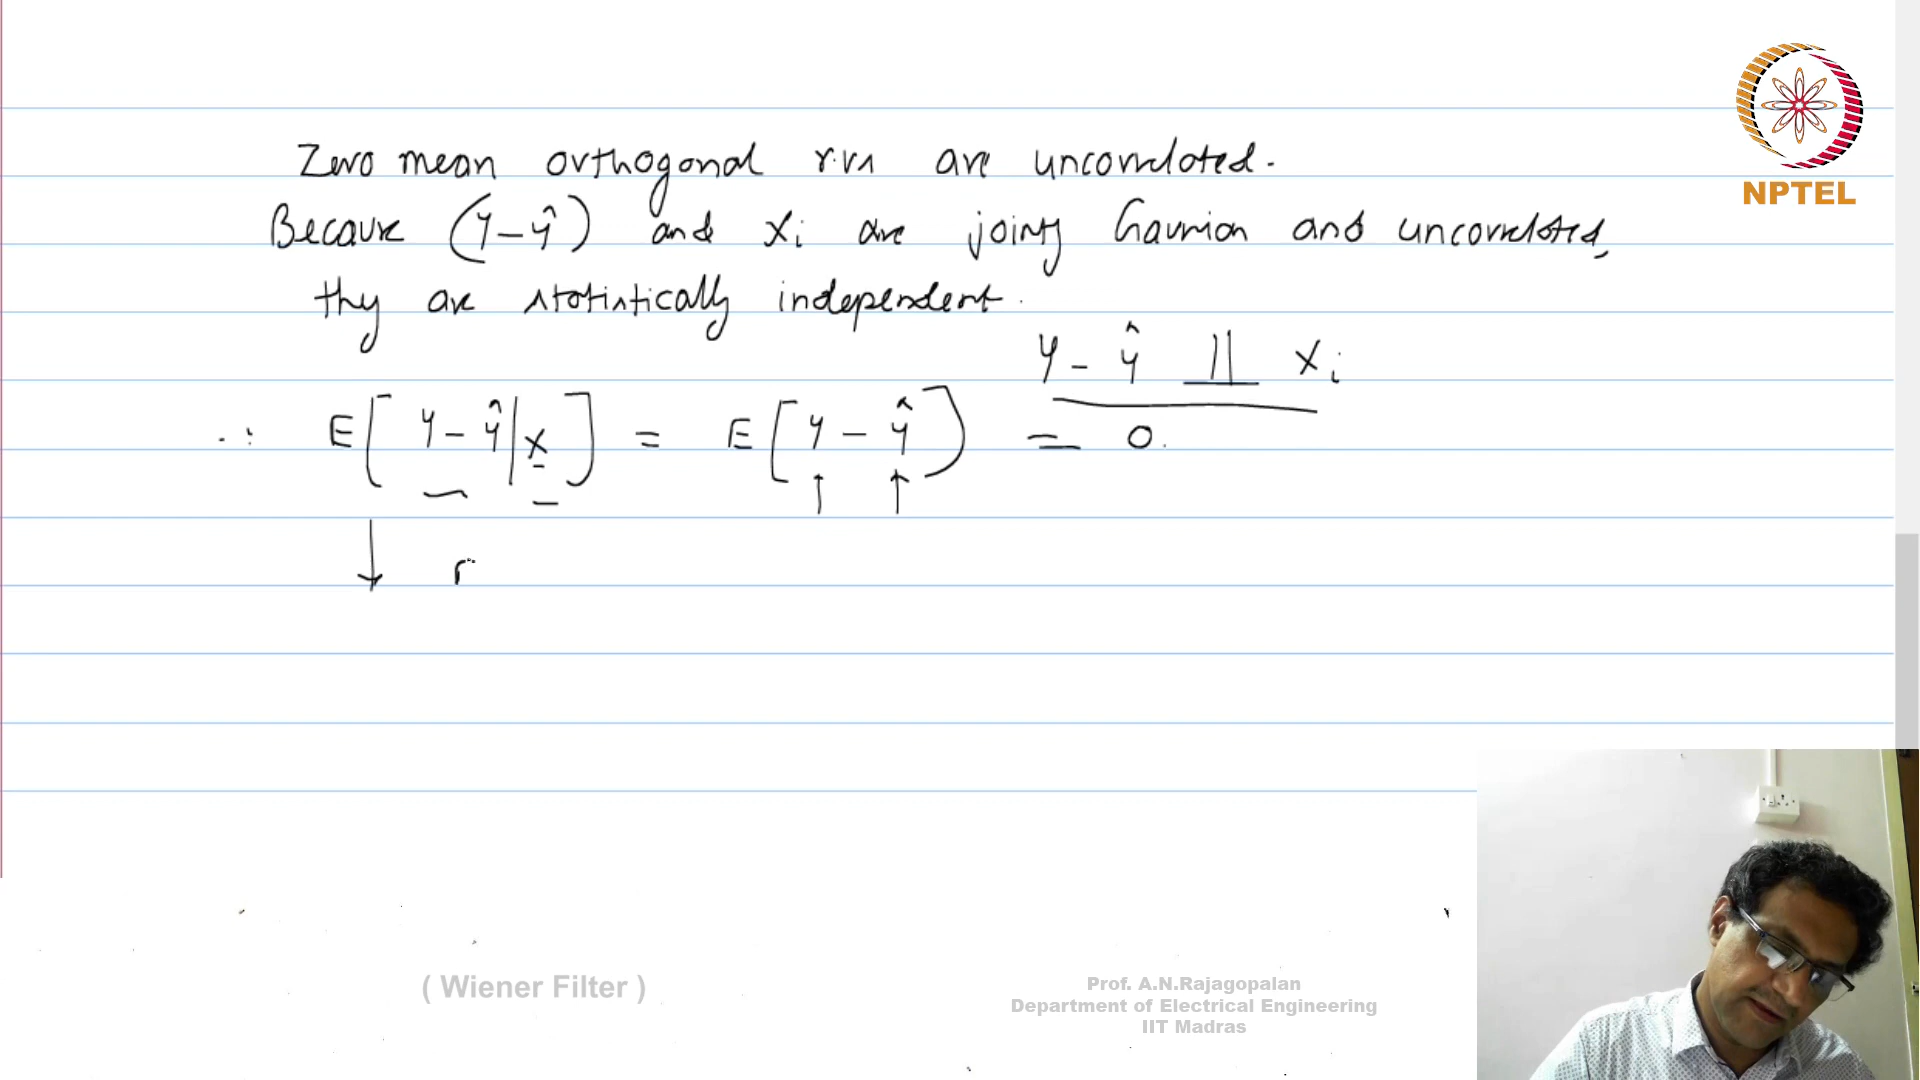 NPTEL
Zero mean orthogonal r.vs are uncorrelated.
Because (Y - Ŷ) and Xi are jointly Gaussian and uncorrelated,
they are statistically independent.
Y - Ŷ ⫫ Xi
∴ E[Y - Ŷ | X] = E[Y - Ŷ] = 0.
↓ r
( Wiener Filter )
Prof. A.N.Rajagopalan
Department of Electrical Engineering
IIT Madras